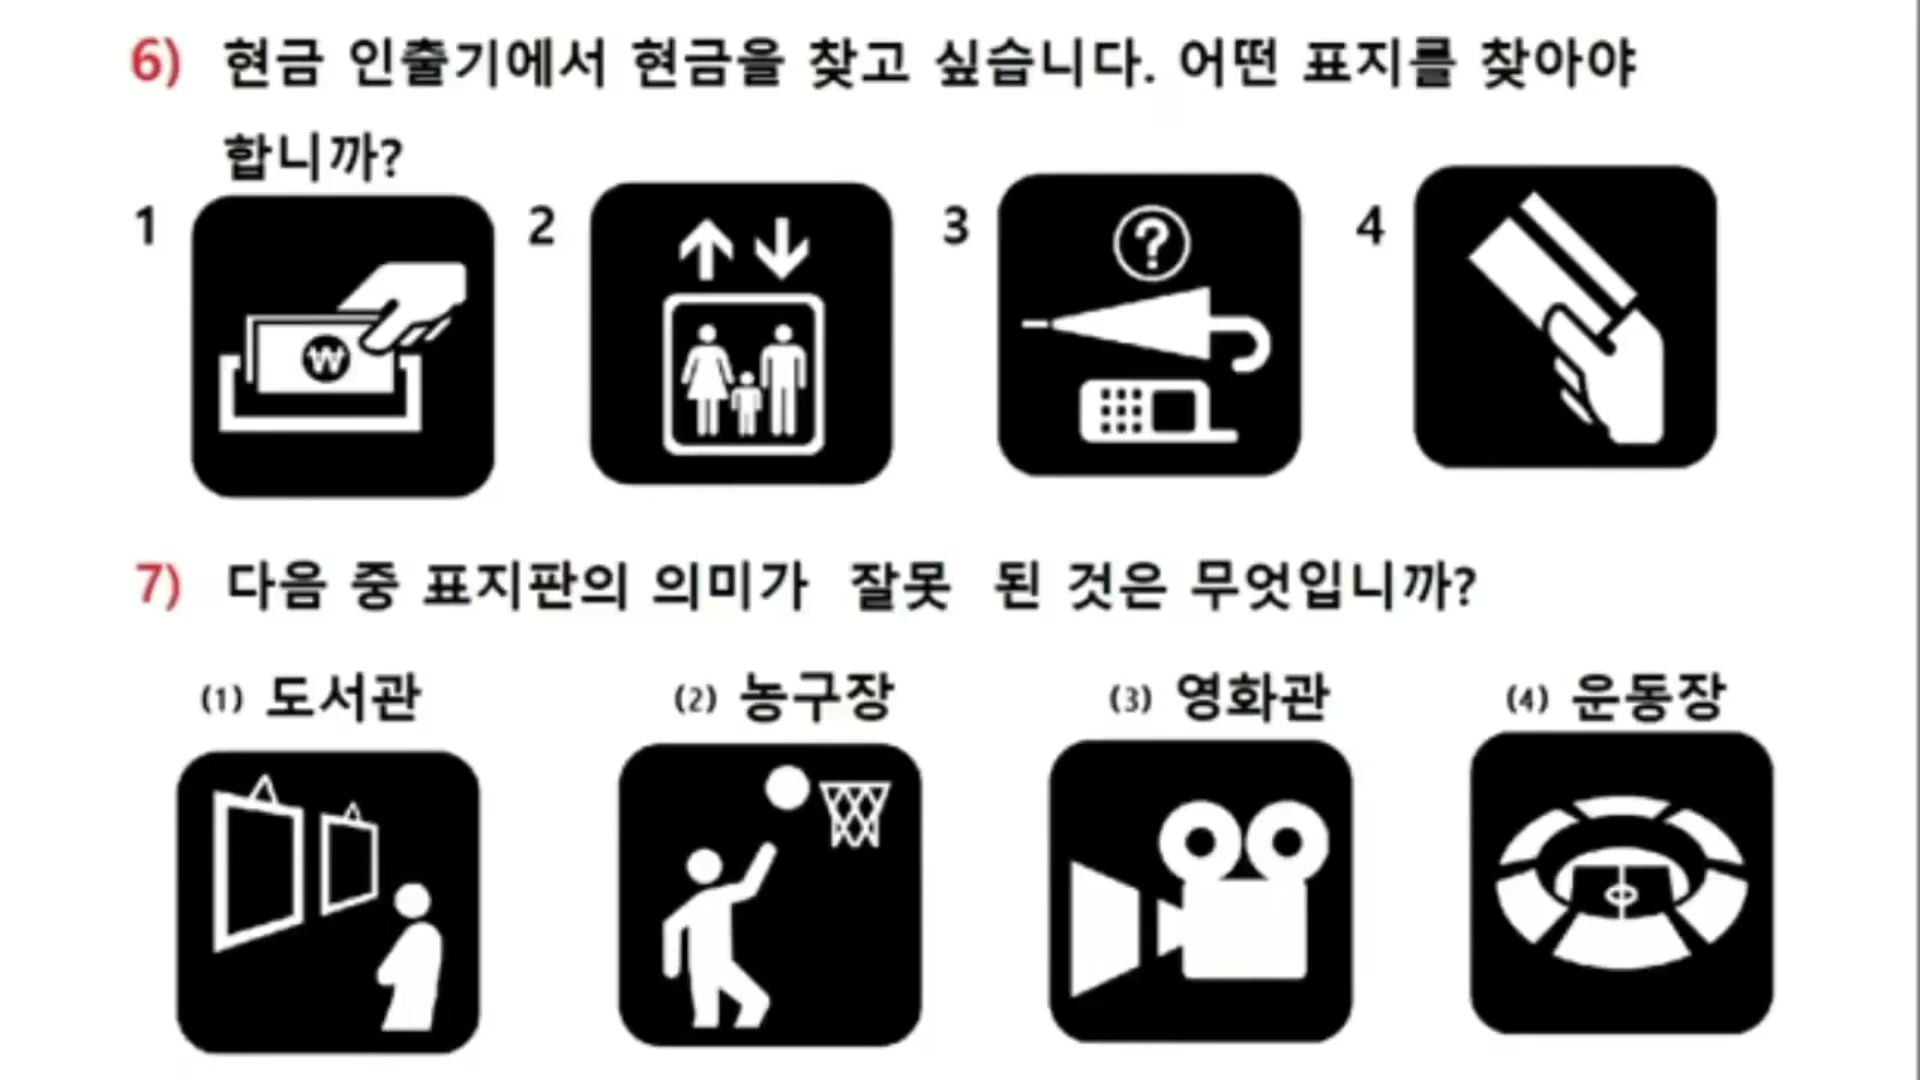 6) 현금 인출기에서 현금을 찾고 싶습니다. 어떤 표지를 찾아야
합니까?
1 2 3 4
₩
?
7) 다음 중 표지판의 의미가 잘못 된 것은 무엇입니까?
(1) 도서관 (2) 농구장 (3) 영화관 (4) 운동장